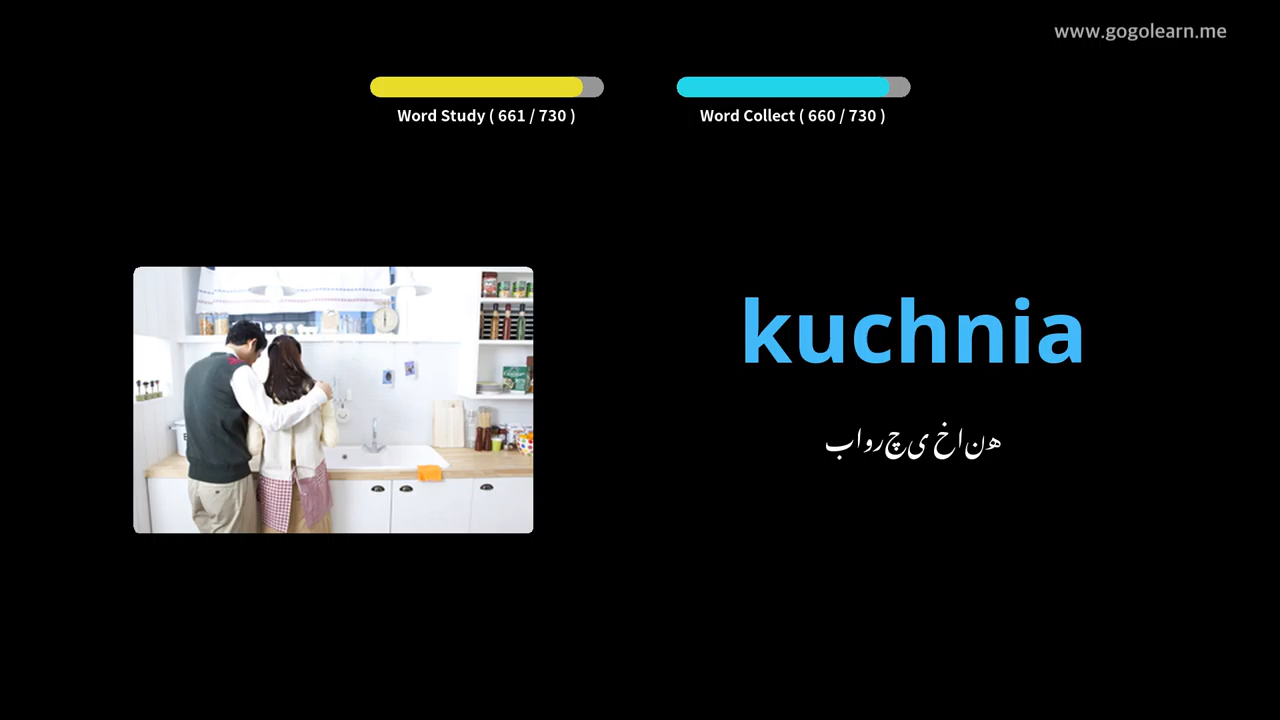 www.gogolearn.me
Word Study ( 661 / 730 )
Word Collect ( 660 / 730 )
kuchnia
باورچی خانہ